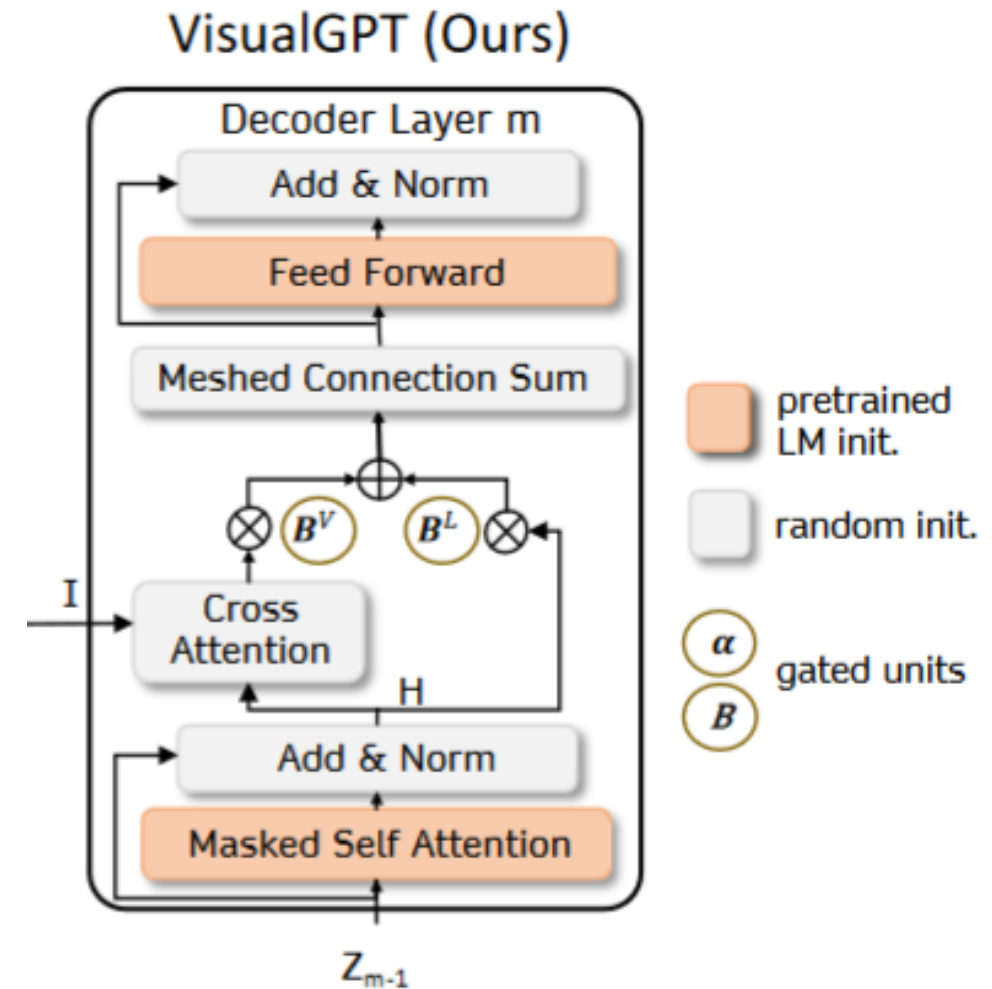 VisualGPT (Ours)
Decoder Layer m
Add & Norm
Feed Forward
Meshed Connection Sum
B^V
B^L
I
Cross
Attention
H
Add & Norm
Masked Self Attention
Z_{m-1}
pretrained
LM init.
random init.
α
B
gated units